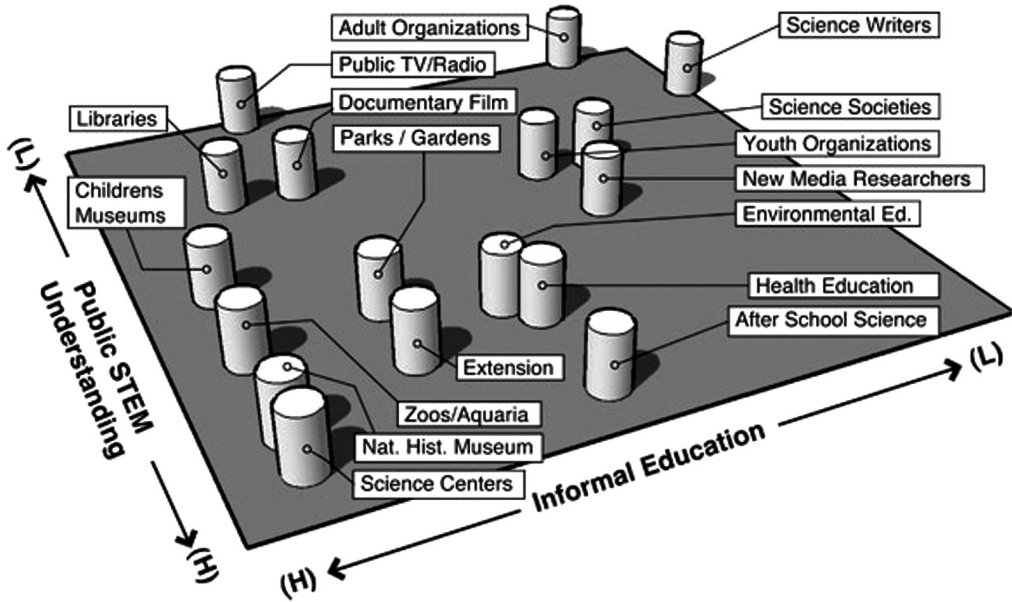 Adult Organizations
Science Writers
Public TV/Radio
Documentary Film
Science Societies
Libraries
Parks / Gardens
Youth Organizations
New Media Researchers
Childrens
Museums
Environmental Ed.
Health Education
After School Science
Extension
Zoos/Aquaria
Nat. Hist. Museum
Science Centers
(L)
Public STEM
Understanding
(H)
(H)
Informal Education
(L)